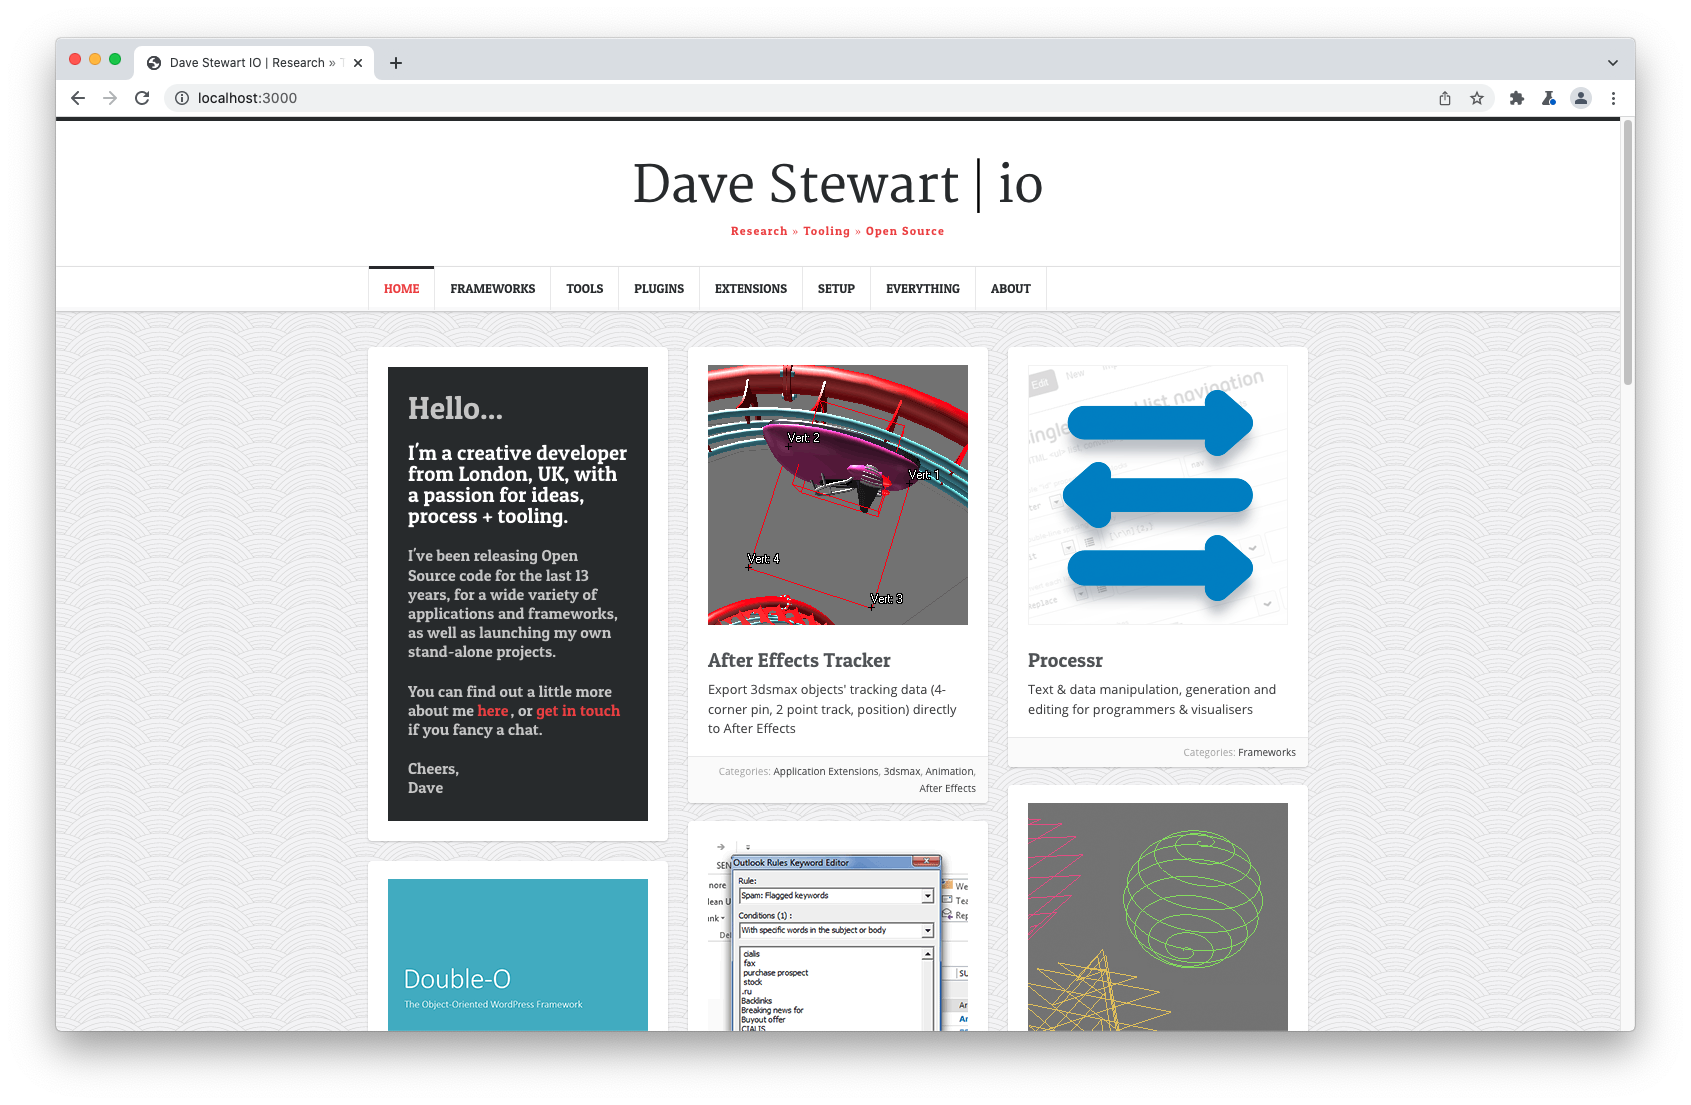 Dave Stewart IO | Research »
localhost:3000
Dave Stewart | io
Research » Tooling » Open Source
HOME
FRAMEWORKS
TOOLS
PLUGINS
EXTENSIONS
SETUP
EVERYTHING
ABOUT
Hello...
I'm a creative developer
from London, UK, with
a passion for ideas,
process + tooling.
I've been releasing Open
Source code for the last 13
years, for a wide variety of
applications and frameworks,
as well as launching my own
stand-alone projects.
You can find out a little more
about me here, or get in touch
if you fancy a chat.
Cheers,
Dave
Double-O
The Object-Oriented WordPress Framework
Vert: 2
Vert: 1
Vert: 4
Vert: 3
After Effects Tracker
Export 3dsmax objects' tracking data (4-
corner pin, 2 point track, position) directly
to After Effects
Categories: Application Extensions, 3dsmax, Animation,
After Effects
Outlook Rules Keyword Editor
Rule:
Spam: Flagged keywords
Conditions (1) :
With specific words in the subject or body
cialis
fax
purchase prospect
stock
.ru
Backlinks
Breaking news for
Buyout offer
CIALIS
Edit
New
list navigation
Processr
Text & data manipulation, generation and
editing for programmers & visualisers
Categories: Frameworks